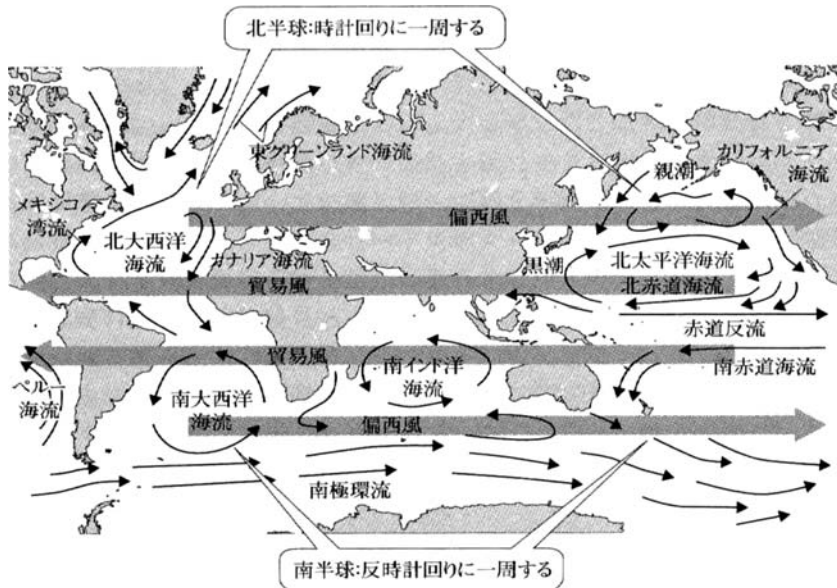 北半球:時計回りに一周する
東グリーンランド海流
カリフォルニア
海流
親潮
メキシコ
湾流
偏西風
北大西洋
海流
カナリア海流
黒潮
北太平洋海流
貿易風
北赤道海流
赤道反流
貿易風
南赤道海流
ペルー
海流
南大西洋
海流
南インド洋
海流
偏西風
南極環流
南半球:反時計回りに一周する